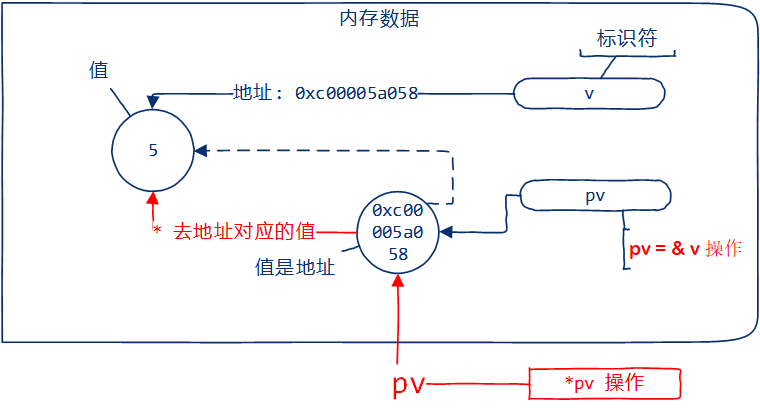 内存数据
标识符
值
地址: 0xc00005a058
v
5
pv
0xc00
005a0
58
* 去地址对应的值
pv = & v 操作
值是地址
pv
*pv 操作